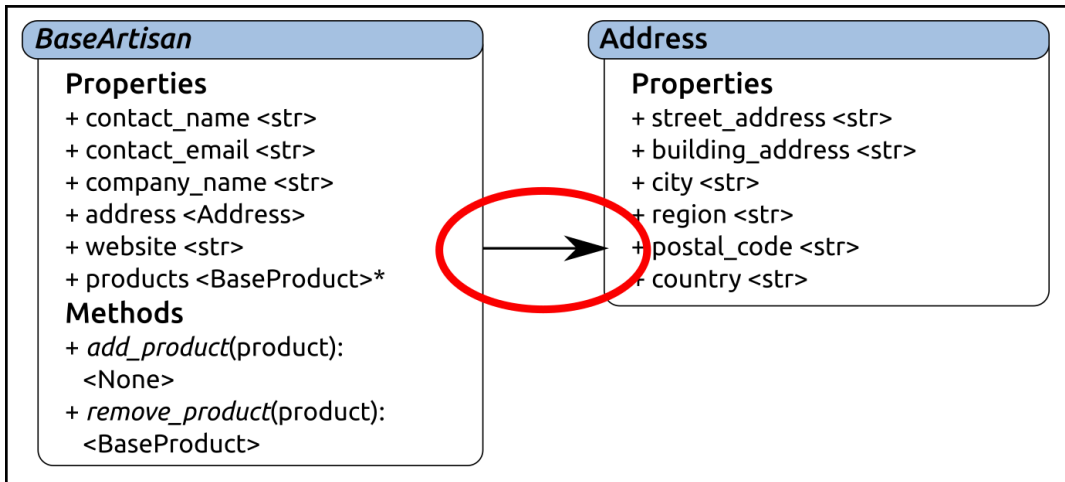 BaseArtisan
Properties
+ contact_name <str>
+ contact_email <str>
+ company_name <str>
+ address <Address>
+ website <str>
+ products <BaseProduct>*
Methods
+ add_product(product):
<None>
+ remove_product(product):
<BaseProduct>
Address
Properties
+ street_address <str>
+ building_address <str>
+ city <str>
+ region <str>
+ postal_code <str>
+ country <str>